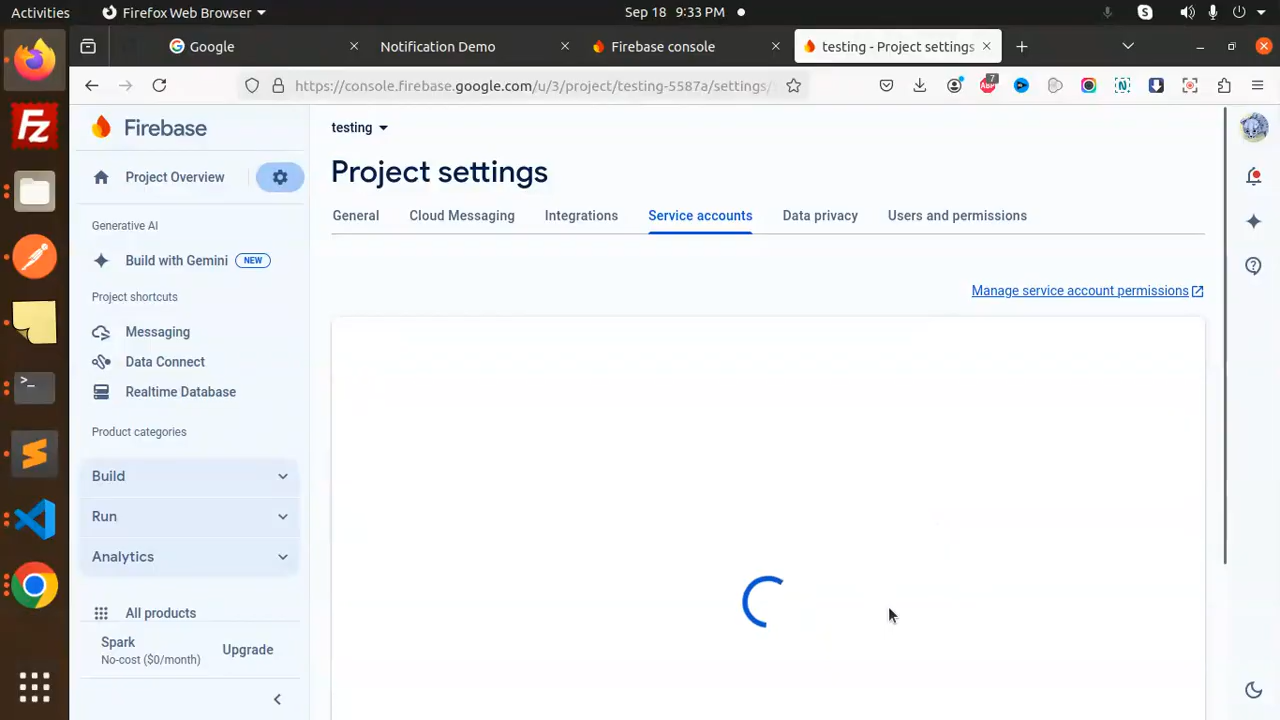 Activities
Firefox Web Browser
Sep 18 9:33 PM
Google
Notification Demo
Firebase console
testing - Project settings
https://console.firebase.google.com/u/3/project/testing-5587a/settings/
7
Firebase
testing
Project Overview
Project settings
General
Cloud Messaging
Integrations
Service accounts
Data privacy
Users and permissions
Generative AI
Build with Gemini
NEW
Manage service account permissions
Project shortcuts
Messaging
Data Connect
Realtime Database
Product categories
Build
Run
Analytics
All products
Spark
No-cost ($0/month)
Upgrade